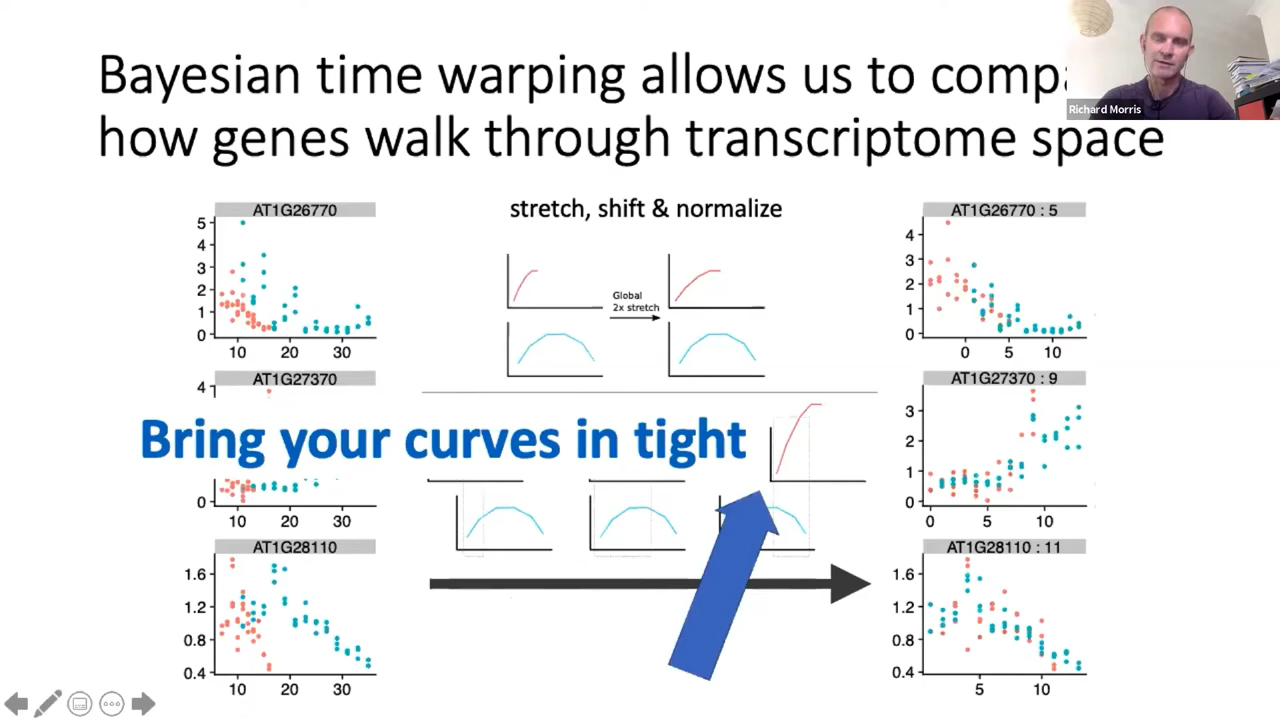 Bayesian time warping allows us to compa
how genes walk through transcriptome space
Richard Morris
stretch, shift & normalize
AT1G26770
5
4
3
2
1
0
10 20 30
Global
2x stretch
AT1G26770 : 5
4
3
2
1
0
0 5 10
AT1G27370
4
0
10 20 30
Bring your curves in tight
AT1G27370 : 9
3
2
1
0
0 5 10
AT1G28110
1.6
1.2
0.8
0.4
10 20 30
AT1G28110 : 11
1.6
1.2
0.8
0.4
5 10